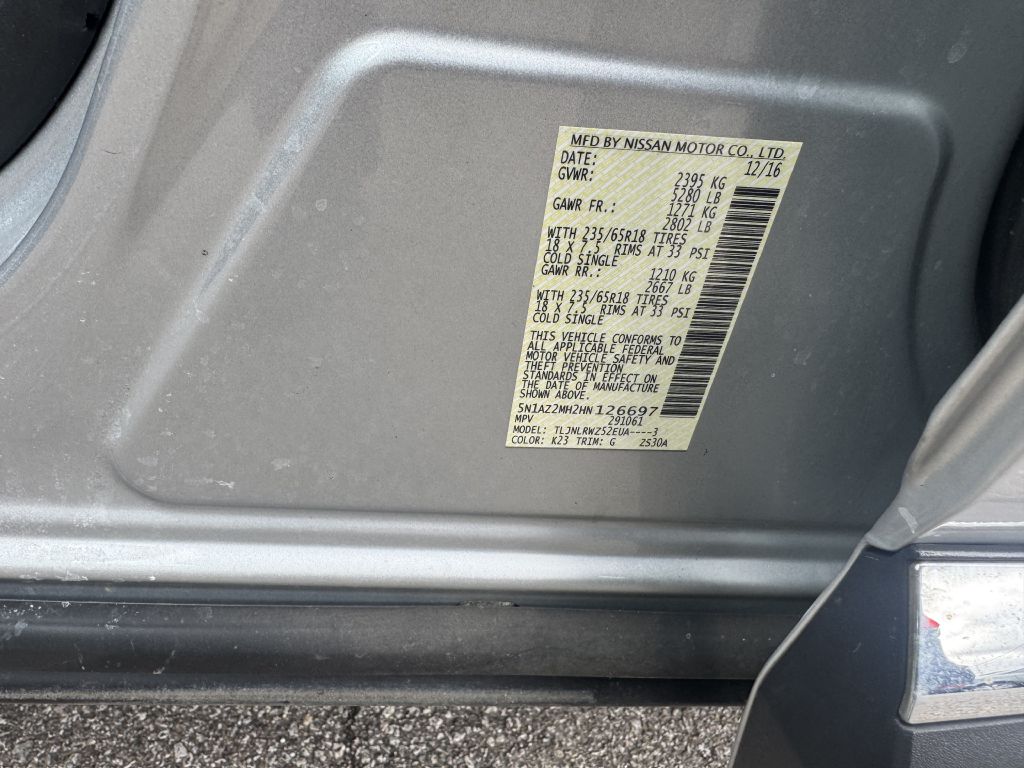 MFD BY NISSAN MOTOR CO., LTD.
DATE: 12/16
GVWR: 2395 KG
5280 LB
GAWR FR.: 1271 KG
2802 LB
WITH 235/65R18 TIRES
18 X 7.5 RIMS AT 33 PSI
COLD SINGLE
GAWR RR.: 1210 KG
2667 LB
WITH 235/65R18 TIRES
18 X 7.5 RIMS AT 33 PSI
COLD SINGLE
THIS VEHICLE CONFORMS TO
ALL APPLICABLE FEDERAL
MOTOR VEHICLE SAFETY AND
THEFT PREVENTION
STANDARDS IN EFFECT ON
THE DATE OF MANUFACTURE
SHOWN ABOVE.
5N1AZ2MH2HN126697
MPV 291061
MODEL: TLJNLRWZ52EUA----3
COLOR: K23 TRIM: G ZS30A